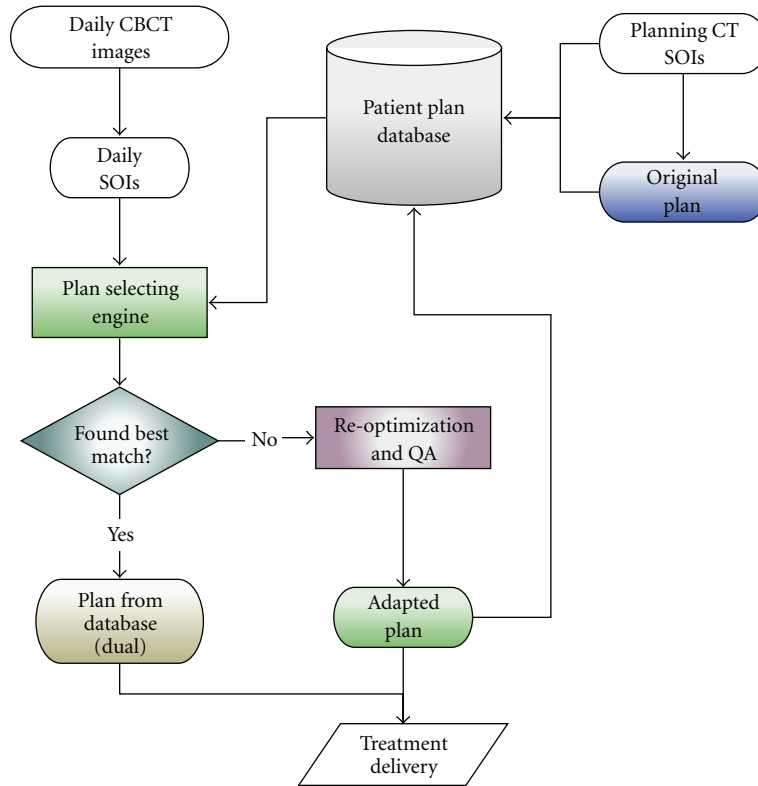 Daily CBCT
images
Patient plan
database
Planning CT
SOIs
Daily
SOIs
Original
plan
Plan selecting
engine
Found best
match?
No
Re-optimization
and QA
Yes
Plan from
database
(dual)
Adapted
plan
Treatment
delivery